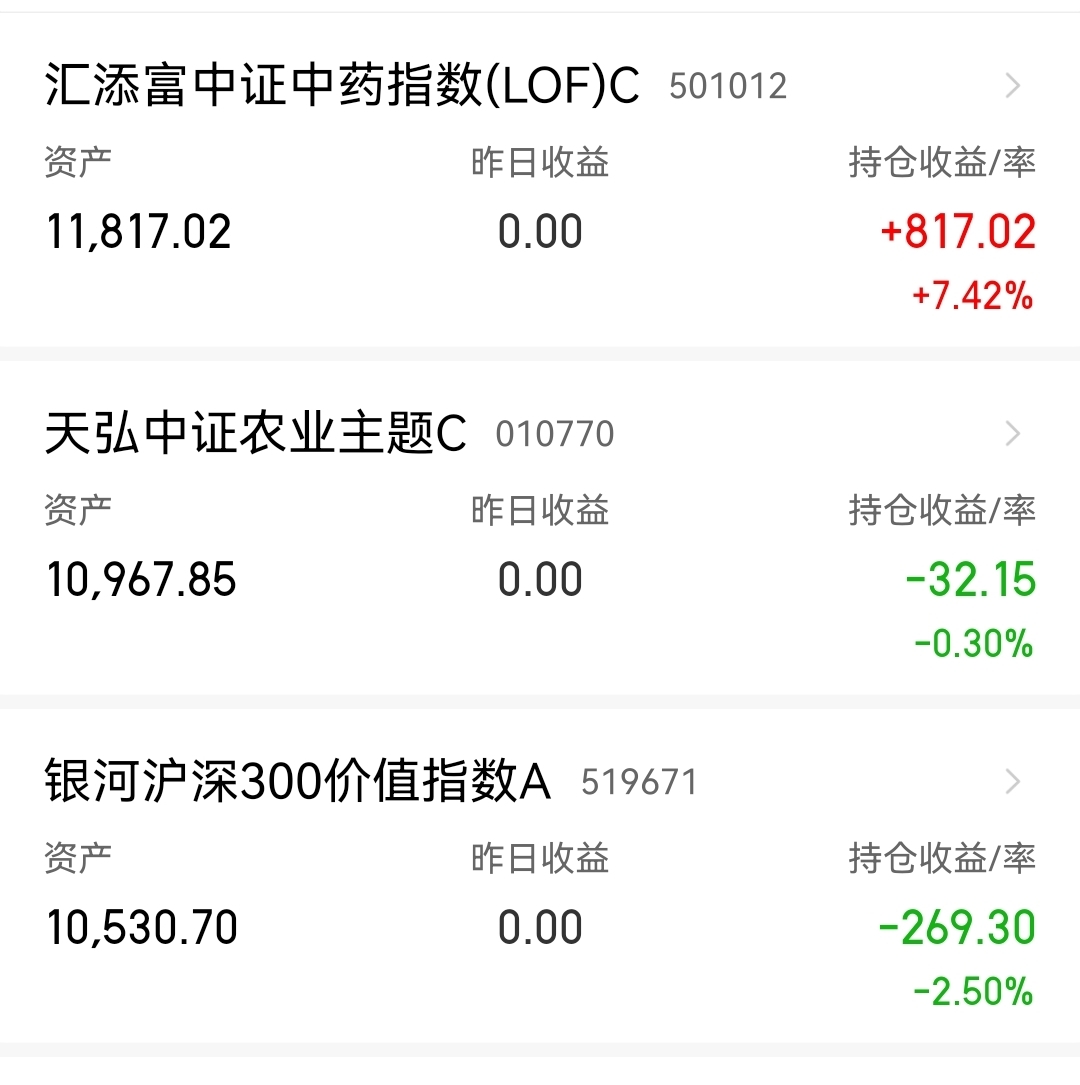 汇添富中证中药指数(LOF)C 501012
资产 昨日收益 持仓收益/率
11,817.02 0.00 +817.02
+7.42%
天弘中证农业主题C 010770
资产 昨日收益 持仓收益/率
10,967.85 0.00 -32.15
-0.30%
银河沪深300价值指数A 519671
资产 昨日收益 持仓收益/率
10,530.70 0.00 -269.30
-2.50%